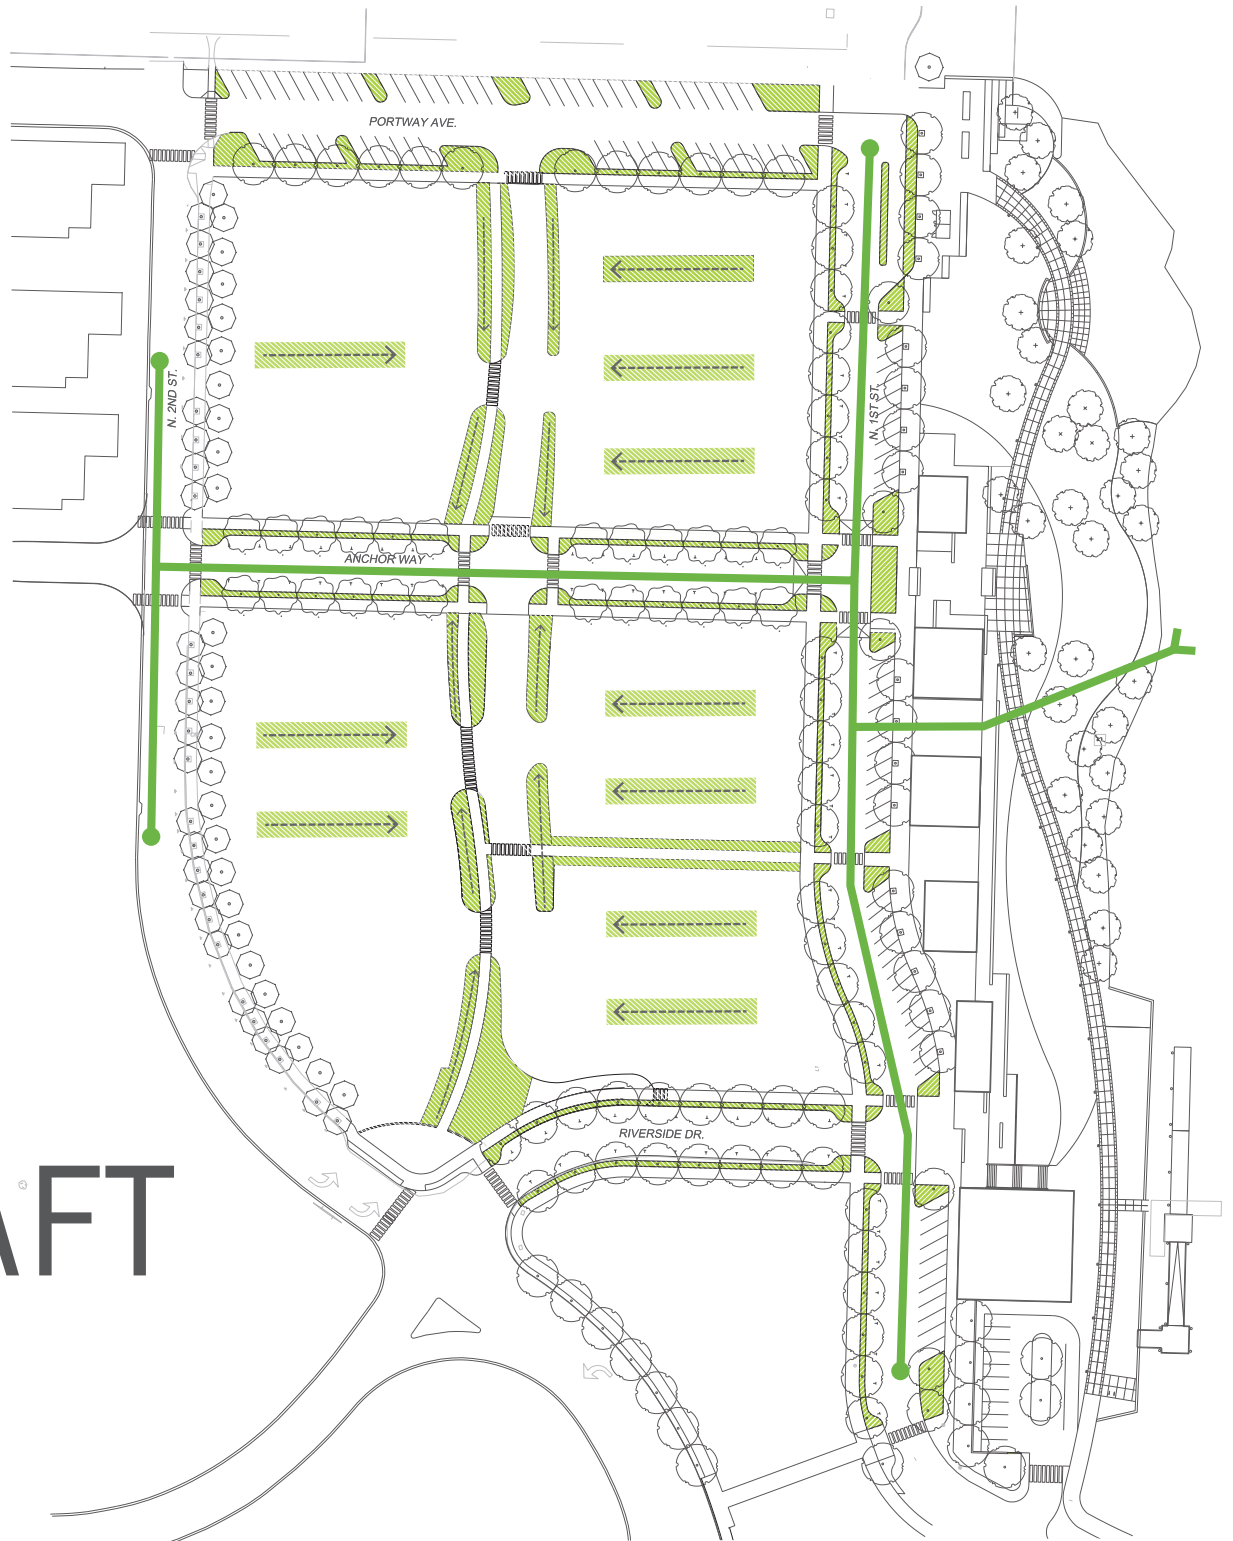 PORTWAY AVE.
N. 2ND ST.
N. 1ST ST.
ANCHOR WAY
RIVERSIDE DR.
AFT